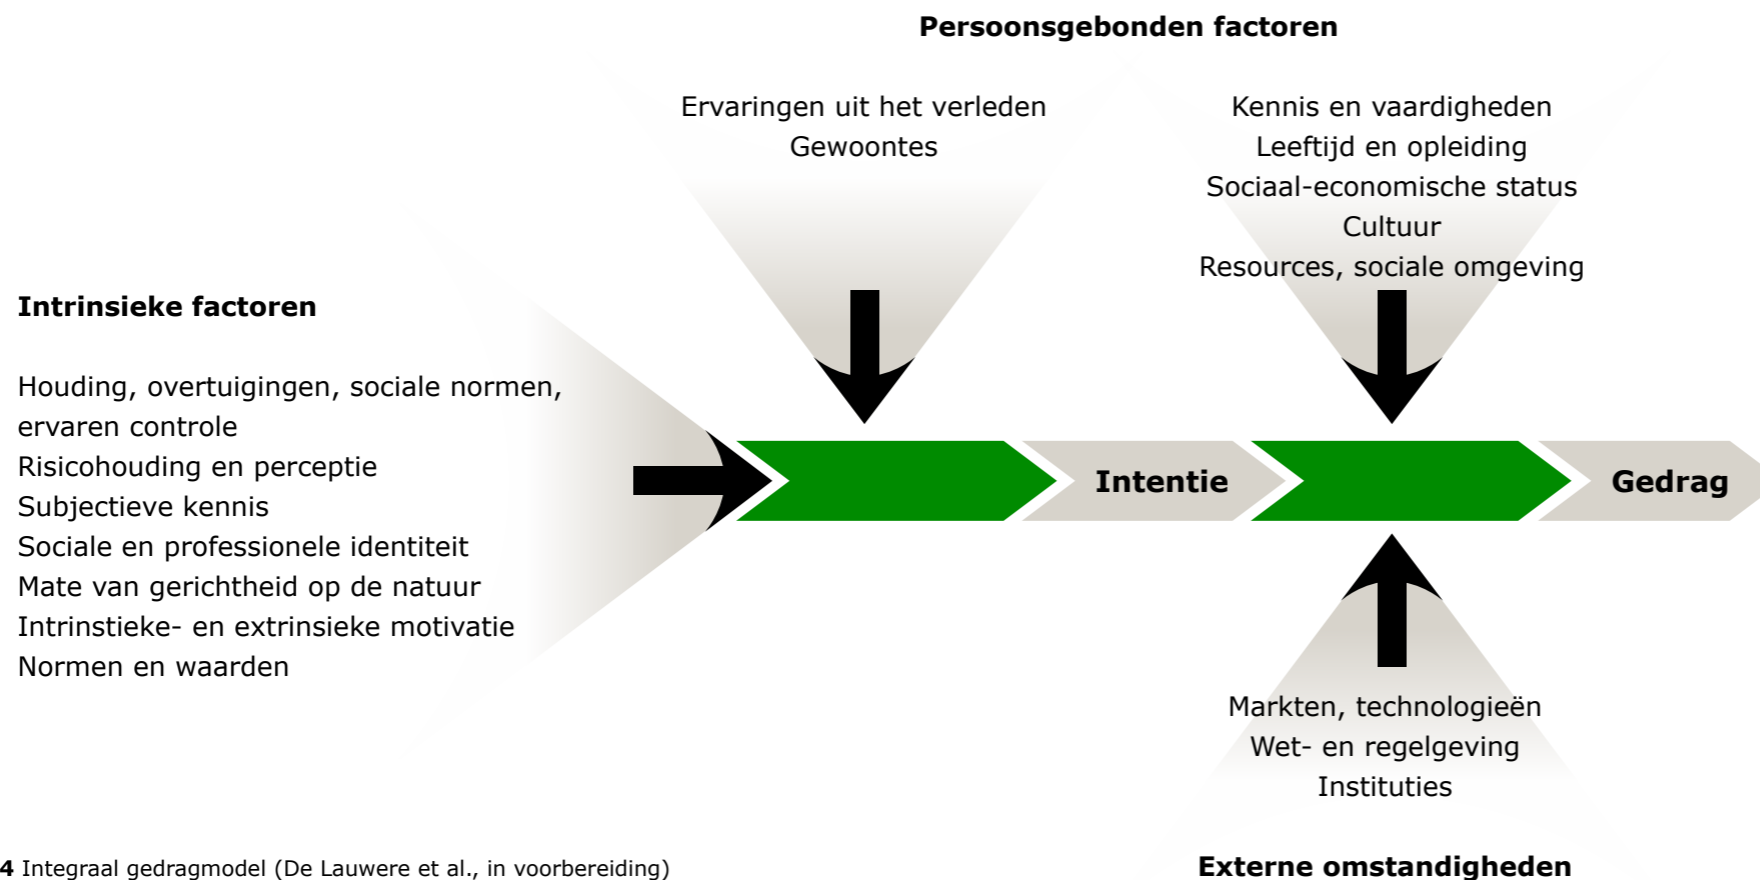 Persoonsgebonden factoren
Ervaringen uit het verleden
Gewoontes
Kennis en vaardigheden
Leeftijd en opleiding
Sociaal-economische status
Cultuur
Resources, sociale omgeving
Intrinsieke factoren
Houding, overtuigingen, sociale normen,
ervaren controle
Risicohouding en perceptie
Subjectieve kennis
Sociale en professionele identiteit
Mate van gerichtheid op de natuur
Intrinstieke- en extrinsieke motivatie
Normen en waarden
Intentie
Gedrag
Markten, technologieën
Wet- en regelgeving
Instituties
Externe omstandigheden
4 Integraal gedragmodel (De Lauwere et al., in voorbereiding)